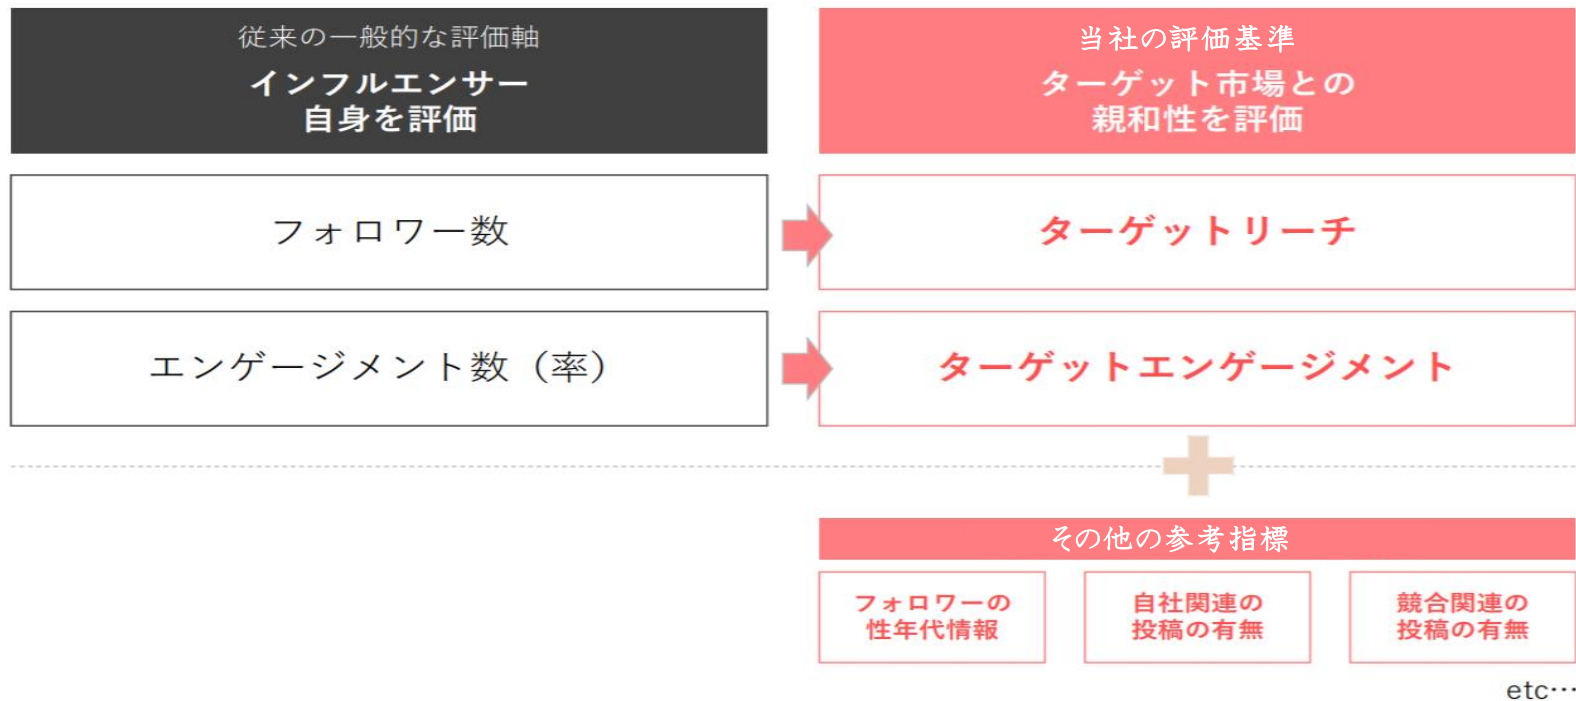 従来の一般的な評価軸
インフルエンサー
自身を評価
当社の評価基準
ターゲット市場との
親和性を評価
フォロワー数
ターゲットリーチ
エンゲージメント数（率）
ターゲットエンゲージメント
その他の参考指標
フォロワーの
性年代情報
自社関連の
投稿の有無
競合関連の
投稿の有無
etc…